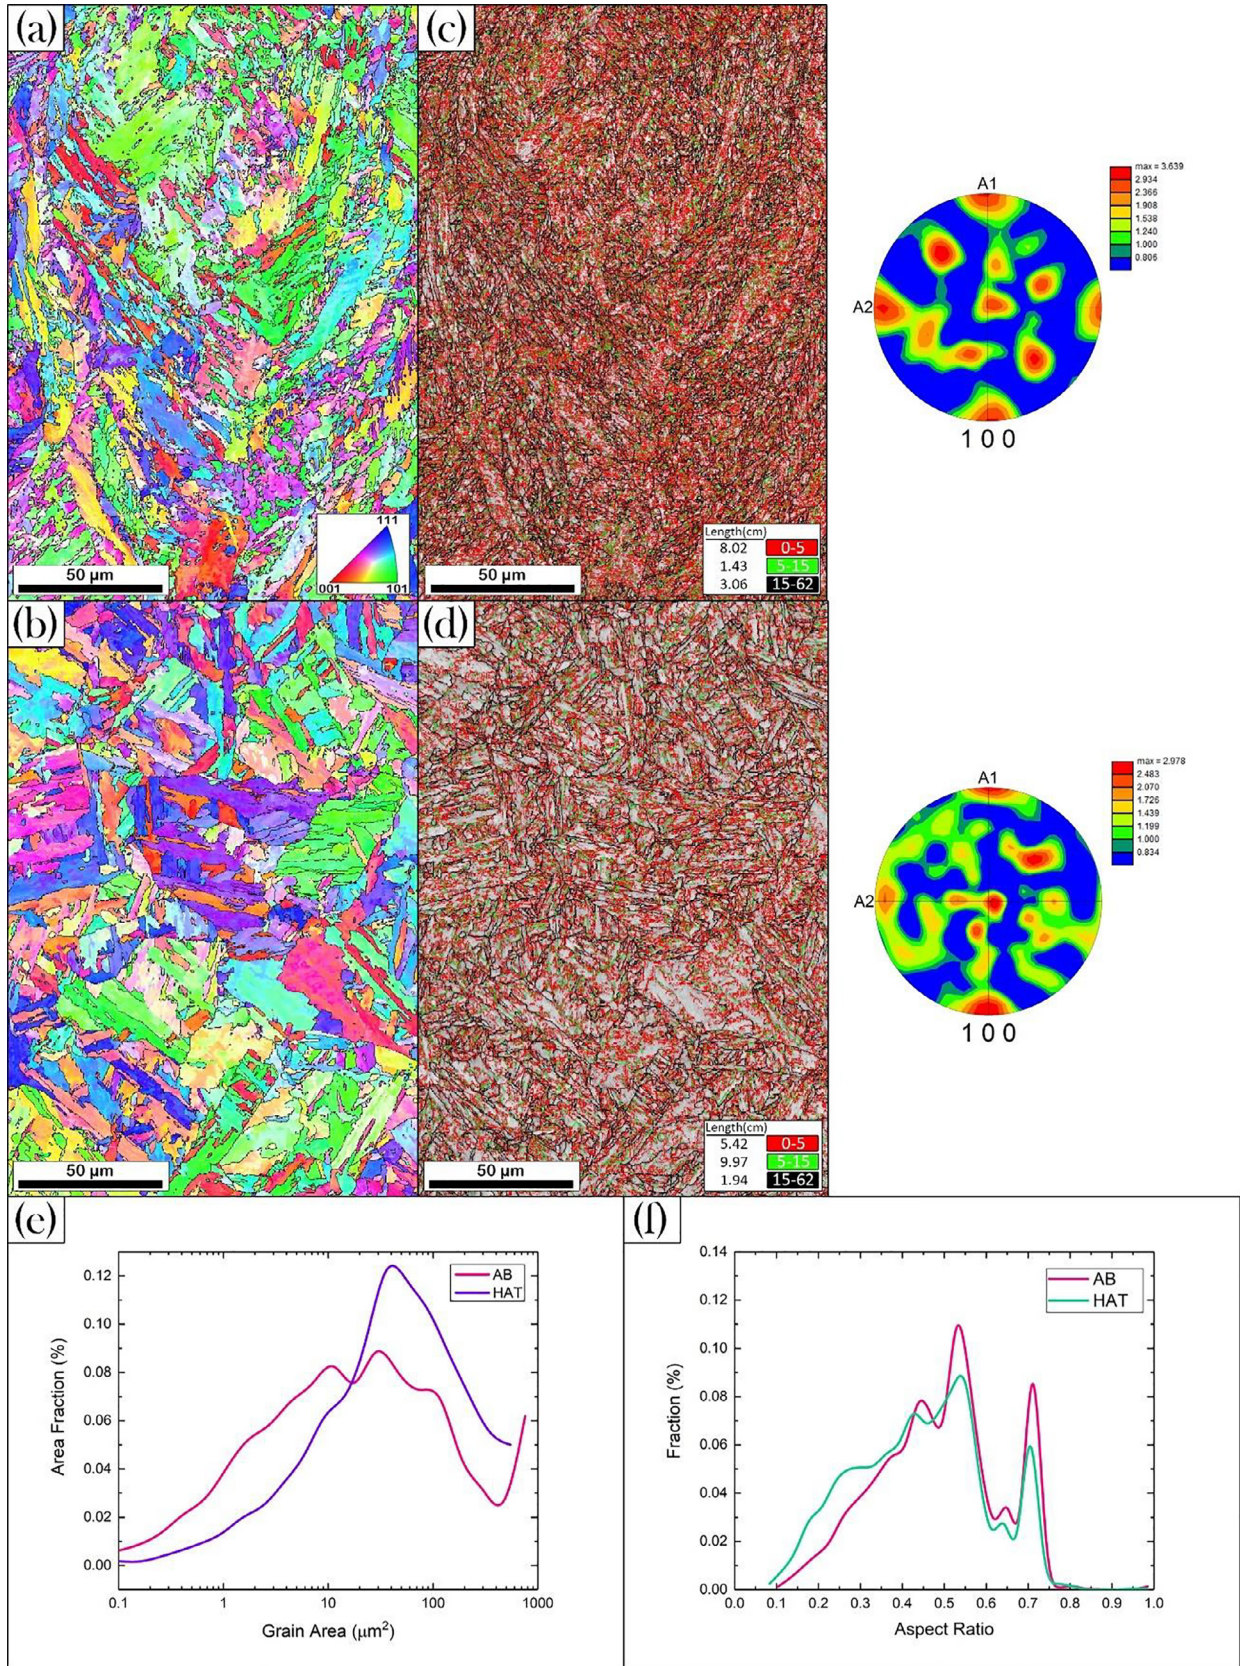 (a)
(c)
111
001 101
50 µm
Length(cm)
8.02 0-5
1.43 5-15
3.06 15-62
50 µm
A1
A2
1 0 0
max = 3.639
2.934
2.366
1.908
1.538
1.240
1.000
0.806
(b)
(d)
50 µm
Length(cm)
5.42 0-5
9.97 5-15
1.94 15-62
50 µm
A1
A2
1 0 0
max = 2.978
2.483
2.070
1.726
1.439
1.199
1.000
0.834
(e)
AB
HAT
Area Fraction (%)
0.12
0.10
0.08
0.06
0.04
0.02
0.00
0.1 1 10 100 1000
Grain Area (µm²)
(f)
AB
HAT
Fraction (%)
0.14
0.12
0.10
0.08
0.06
0.04
0.02
0.00
0.0 0.1 0.2 0.3 0.4 0.5 0.6 0.7 0.8 0.9 1.0
Aspect Ratio